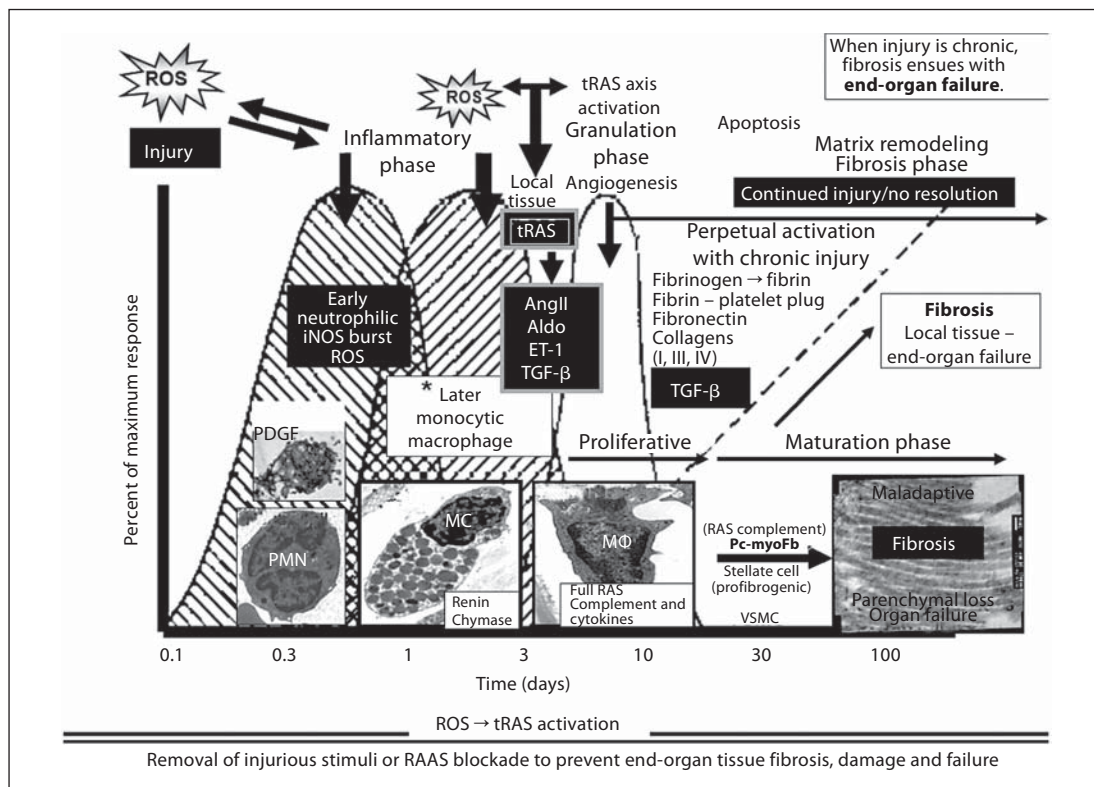 ROS
Injury
Inflammatory
phase
ROS
tRAS axis
activation
Granulation
phase
Angiogenesis
Local
tissue
tRAS
When injury is chronic,
fibrosis ensues with
end-organ failure.
Apoptosis
Matrix remodeling
Fibrosis phase
Continued injury/no resolution
Perpetual activation
with chronic injury
Fibrinogen → fibrin
Fibrin – platelet plug
Fibronectin
Collagens
(I, III, IV)
TGF-β
Fibrosis
Local tissue –
end-organ failure
Early
neutrophilic
iNOS burst
ROS
AngII
Aldo
ET-1
TGF-β
* Later
monocytic
macrophage
Proliferative
Maturation phase
PDGF
PMN
MC
Renin
Chymase
MΦ
Full RAS
Complement and
cytokines
(RAS complement)
Pc-myoFb
Stellate cell
(profibrogenic)
VSMC
Maladaptive
Fibrosis
Parenchymal loss
Organ failure
Percent of maximum response
0.1 0.3 1 3 10 30 100
Time (days)
ROS → tRAS activation
Removal of injurious stimuli or RAAS blockade to prevent end-organ tissue fibrosis, damage and failure